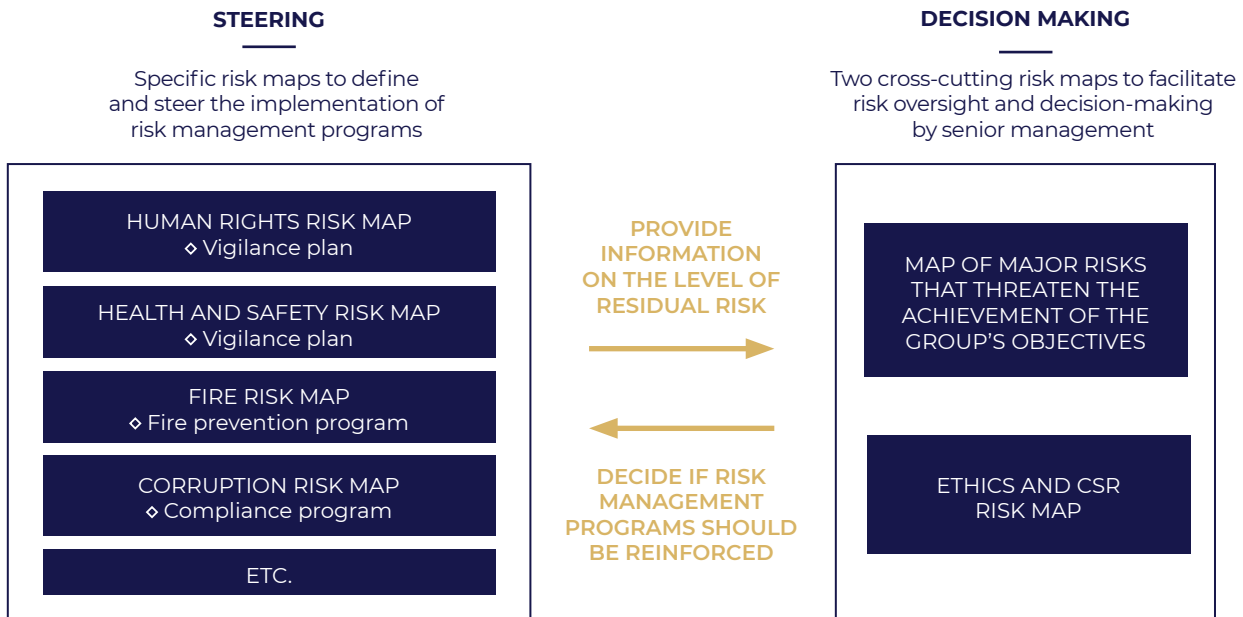 STEERING
Specific risk maps to define
and steer the implementation of
risk management programs
HUMAN RIGHTS RISK MAP
⋄ Vigilance plan
HEALTH AND SAFETY RISK MAP
⋄ Vigilance plan
FIRE RISK MAP
⋄ Fire prevention program
CORRUPTION RISK MAP
⋄ Compliance program
ETC.
PROVIDE
INFORMATION
ON THE LEVEL OF
RESIDUAL RISK
DECIDE IF RISK
MANAGEMENT
PROGRAMS SHOULD
BE REINFORCED
DECISION MAKING
Two cross-cutting risk maps to facilitate
risk oversight and decision-making
by senior management
MAP OF MAJOR RISKS
THAT THREATEN THE
ACHIEVEMENT OF THE
GROUP'S OBJECTIVES
ETHICS AND CSR
RISK MAP